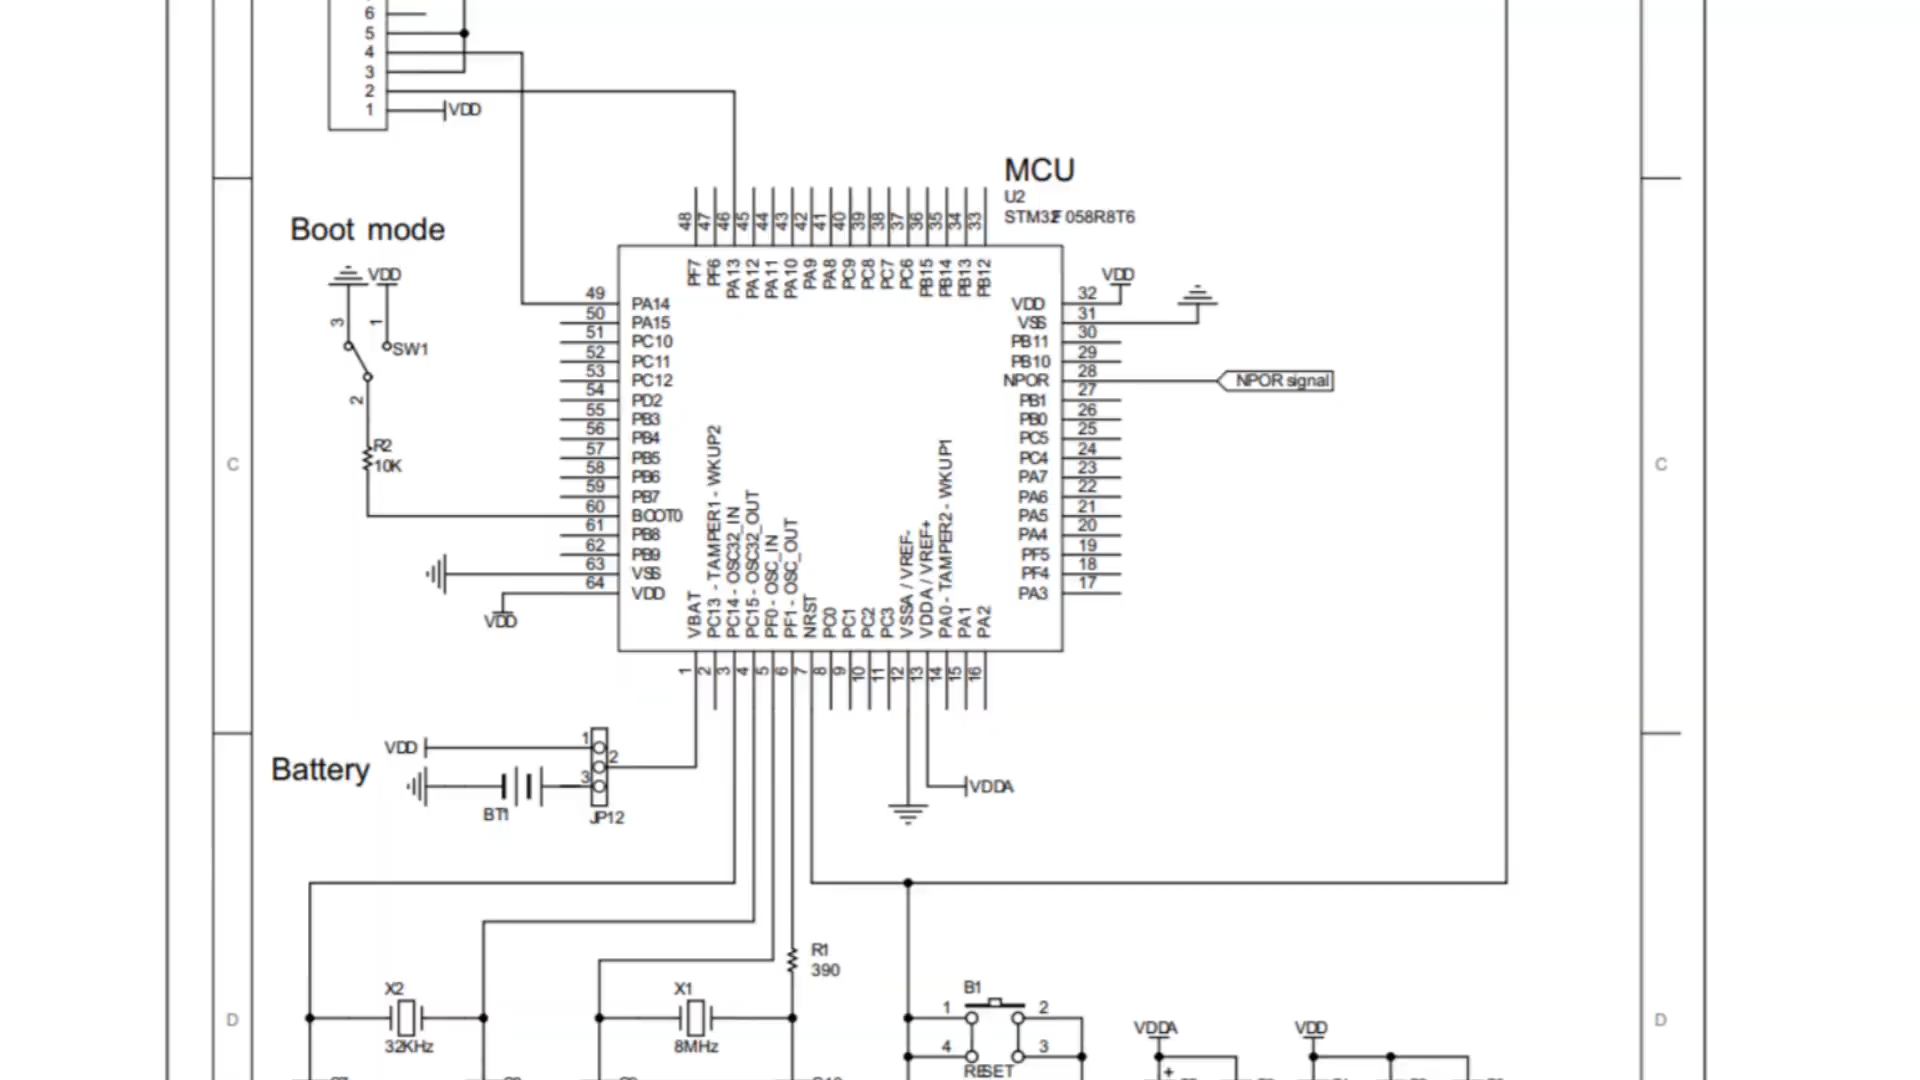 6
5
4
3
2
1
VDD
MCU
U2
STM32F058R8T6
Boot mode
VDD
3
1
SW1
2
R2
10K
48
47
46
45
44
43
42
41
40
39
38
37
36
35
34
33
PF7
PF6
PA13
PA12
PA11
PA10
PA9
PA8
PC9
PC8
PC7
PC6
PB15
PB14
PB13
PB12
49 PA14
50 PA15
51 PC10
52 PC11
53 PC12
54 PD2
55 PB3
56 PB4
57 PB5
58 PB6
59 PB7
60 BOOT0
61 PB8
62 PB9
63 VSS
64 VDD
VDD
VDD 32
VSS 31
PB11 30
PB10 29
NPOR 28
PB1 27
PB0 26
PC5 25
PC4 24
PA7 23
PA6 22
PA5 21
PA4 20
PF5 19
PF4 18
PA3 17
VDD
NPOR signal
VBAT
PC13 - TAMPER1 - WKUP2
PC14 - OSC32_IN
PC15 - OSC32_OUT
PF0 - OSC_IN
PF1 - OSC_OUT
NRST
PC0
PC1
PC2
PC3
VSSA / VREF-
VDDA / VREF+
PA0 - TAMPER2 - WKUP1
PA1
PA2
1
2
3
4
5
6
7
8
9
10
11
12
13
14
15
16
C
C
Battery
VDD
1
2
3
BT1
JP12
VDDA
R1
390
X2
32KHz
X1
8MHz
B1
1
2
4
3
RESET
VDDA
+
VDD
D
D